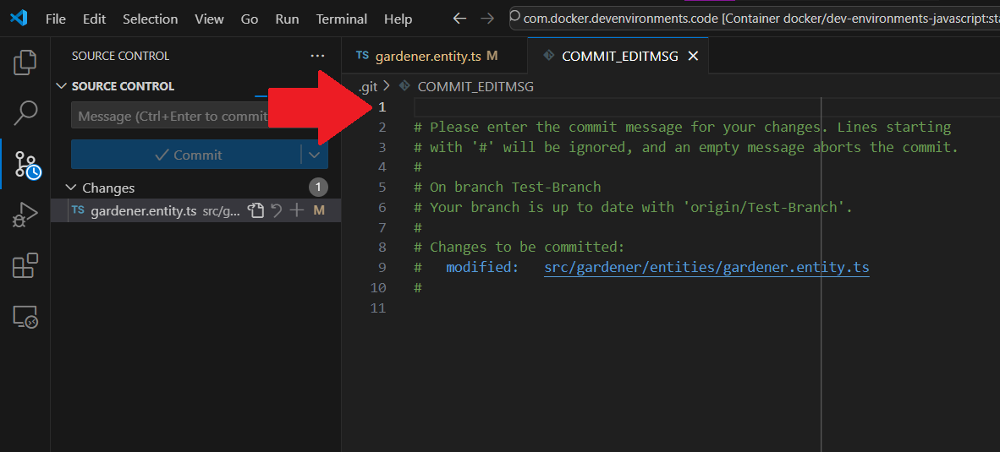 File Edit Selection View Go Run Terminal Help
com.docker.devenvironments.code [Container docker/dev-environments-javascript:sta
SOURCE CONTROL ...
SOURCE CONTROL
Message (Ctrl+Enter to commit
Commit
Changes 1
TS gardener.entity.ts src/g... M
TS gardener.entity.ts M
COMMIT_EDITMSG
.git > COMMIT_EDITMSG
1
2 # Please enter the commit message for your changes. Lines starting
3 # with '#' will be ignored, and an empty message aborts the commit.
4 #
5 # On branch Test-Branch
6 # Your branch is up to date with 'origin/Test-Branch'.
7 #
8 # Changes to be committed:
9 # modified: src/gardener/entities/gardener.entity.ts
10 #
11